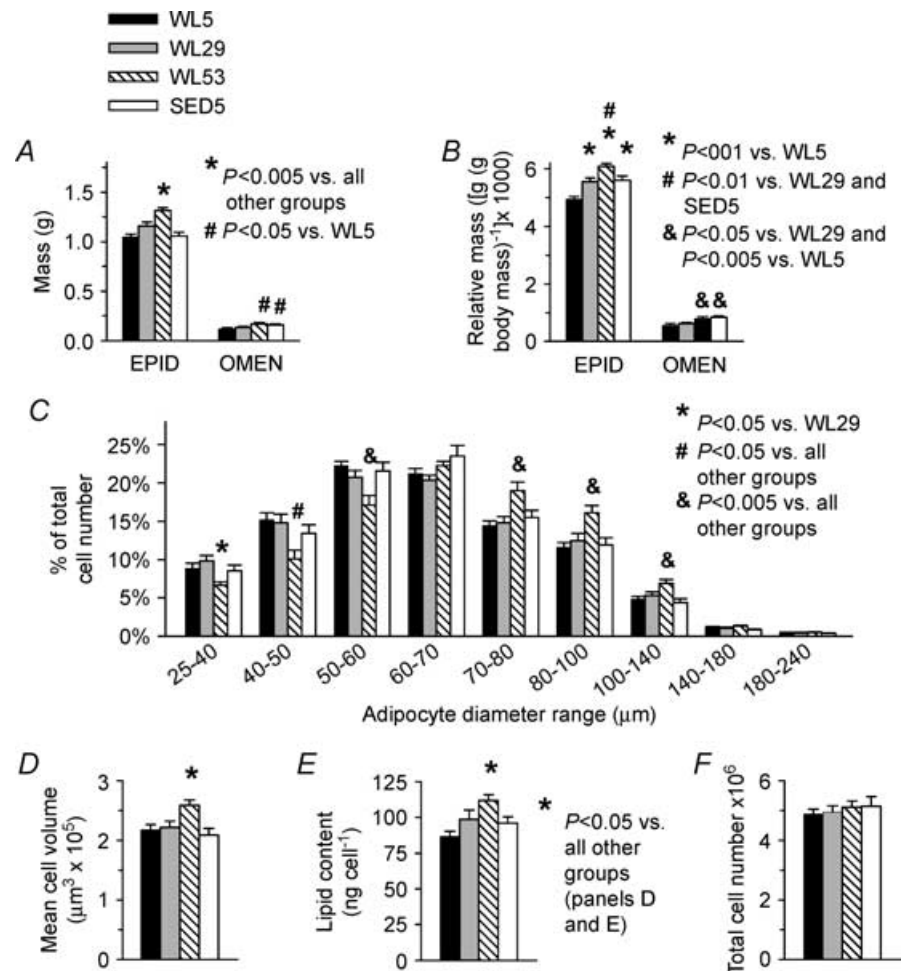 WL5
WL29
WL53
SED5
A
Mass (g)
1.5
1.0
0.5
0.0
*
EPID
# #
OMEN
* P<0.005 vs. all
other groups
# P<0.05 vs. WL5
B
Relative mass ([g (g
body mass)-1]x 1000)
6
4
2
0
#
* * *
EPID
& &
OMEN
* P<001 vs. WL5
# P<0.01 vs. WL29 and
SED5
& P<0.05 vs. WL29 and
P<0.005 vs. WL5
C
% of total
cell number
25%
20%
15%
10%
5%
0%
* # & & & &
* P<0.05 vs. WL29
# P<0.05 vs. all
other groups
& P<0.005 vs. all
other groups
25-40 40-50 50-60 60-70 70-80 80-100 100-140 140-180 180-240
Adipocyte diameter range (μm)
D
Mean cell volume
(μm³ x 10⁵)
3
2
1
0
*
E
Lipid content
(ng cell⁻¹)
125
100
75
50
25
0
*
* P<0.05 vs.
all other
groups
(panels D
and E)
F
Total cell number x10⁶
6
4
2
0